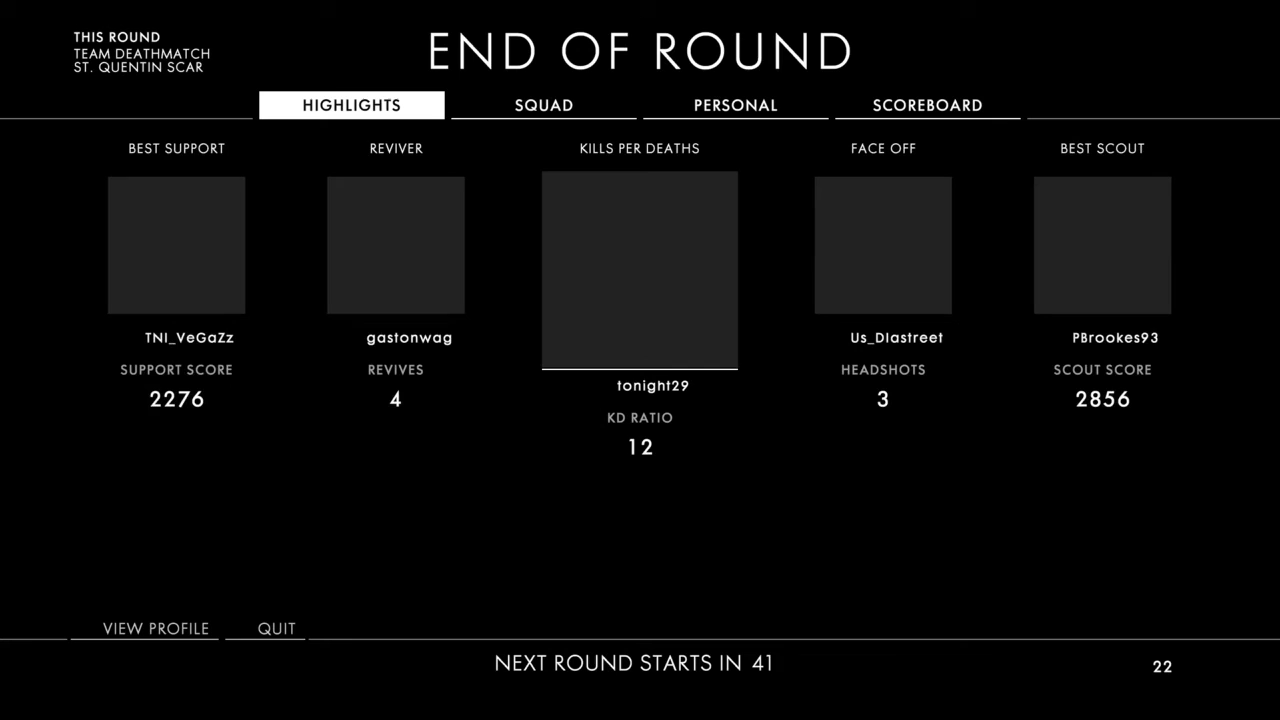 THIS ROUND
TEAM DEATHMATCH
ST. QUENTIN SCAR
END OF ROUND
HIGHLIGHTS
SQUAD
PERSONAL
SCOREBOARD
BEST SUPPORT
TNI_VeGaZz
SUPPORT SCORE
2276
REVIVER
gastonwag
REVIVES
4
KILLS PER DEATHS
tonight29
KD RATIO
12
FACE OFF
Us_Dlastreet
HEADSHOTS
3
BEST SCOUT
PBrookes93
SCOUT SCORE
2856
VIEW PROFILE
QUIT
NEXT ROUND STARTS IN 41
22